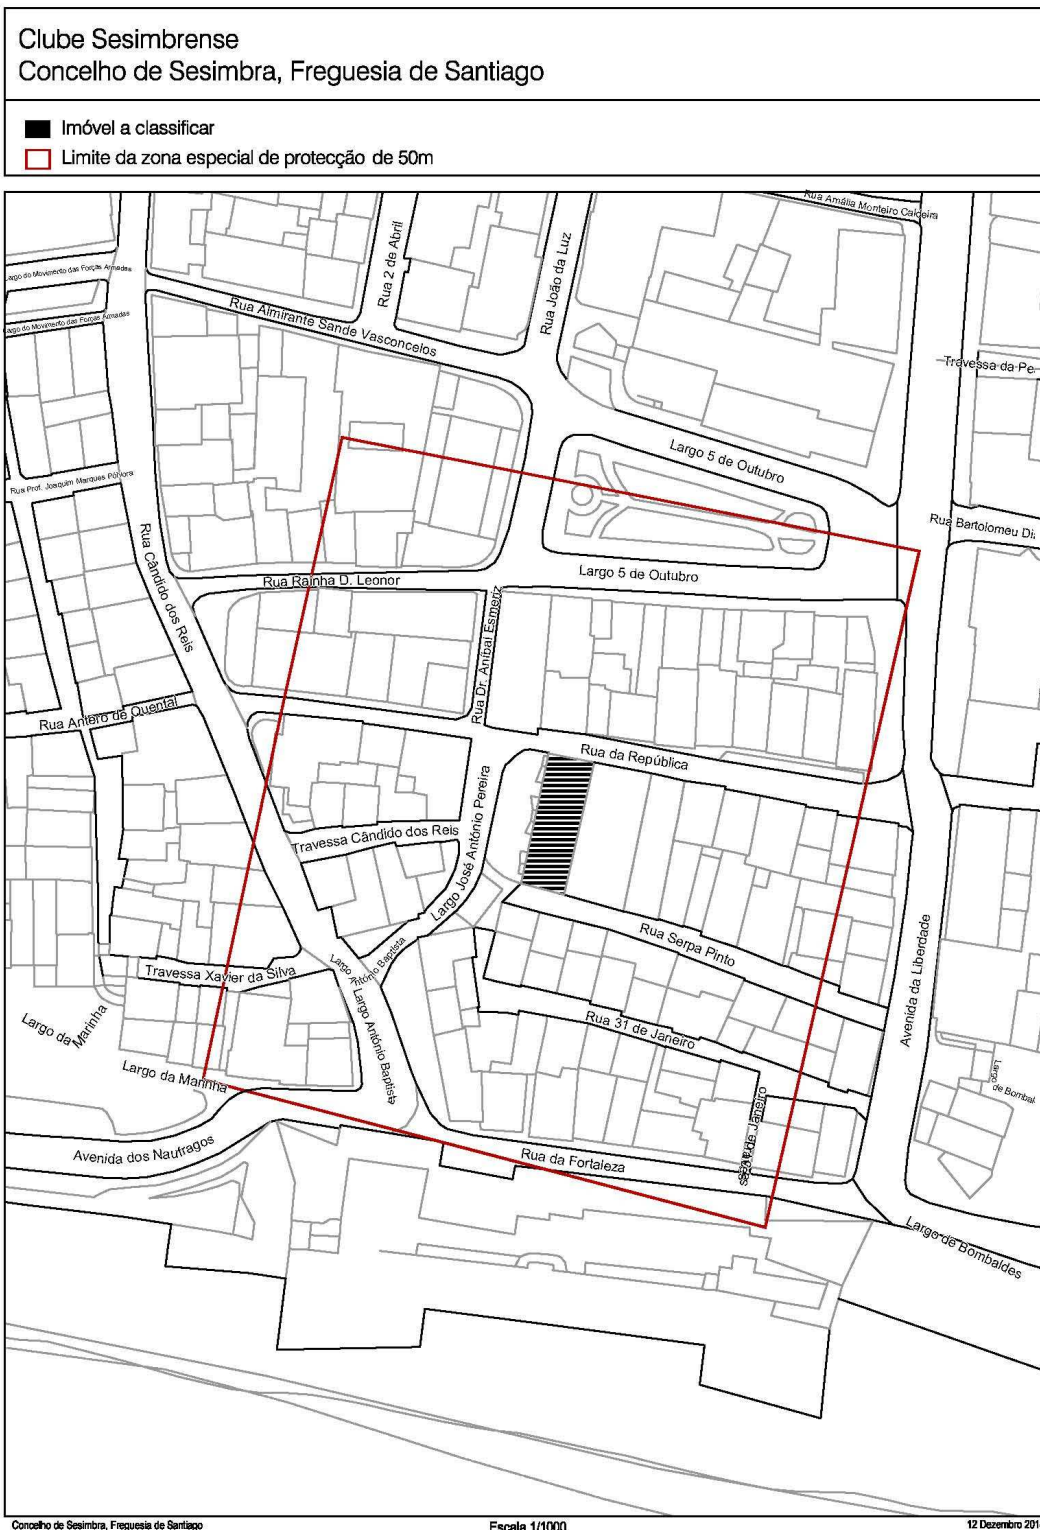 Clube Sesimbrense
Concelho de Sesimbra, Freguesia de Santiago
Imóvel a classificar
Limite da zona especial de protecção de 50m
Rua Amália Monteiro Caldeira
Rua 2 de Abril
Rua João da Luz
Largo do Movimento das Forças Armadas
Rua Almirante Sande Vasconcelos
Largo do Movimento das Forças Armadas
Travessa da Pe
Largo 5 de Outubro
Rua Prof. Joaquim Marques Pólvora
Rua Bartolomeu Di
Rua Cândido dos Reis
Rua Rainha D. Leonor
Largo 5 de Outubro
Rua Dr. Aníbal Esmeriz
Rua Antero de Quental
Rua da República
Travessa Cândido dos Reis
Largo José António Pereira
Rua Serpa Pinto
Largo António Baptista
Travessa Xavier da Silva
Avenida da Liberdade
Largo da Marinha
Largo António Baptista
Rua 31 de Janeiro
Largo da Marinha
Largo de Bombal
de Janeiro
Avenida dos Naufragos
Rua da Fortaleza
Largo de Bombaldes
Concelho de Sesimbra, Freguesia de Santiago
Escala 1/1000
12 Dezembro 201